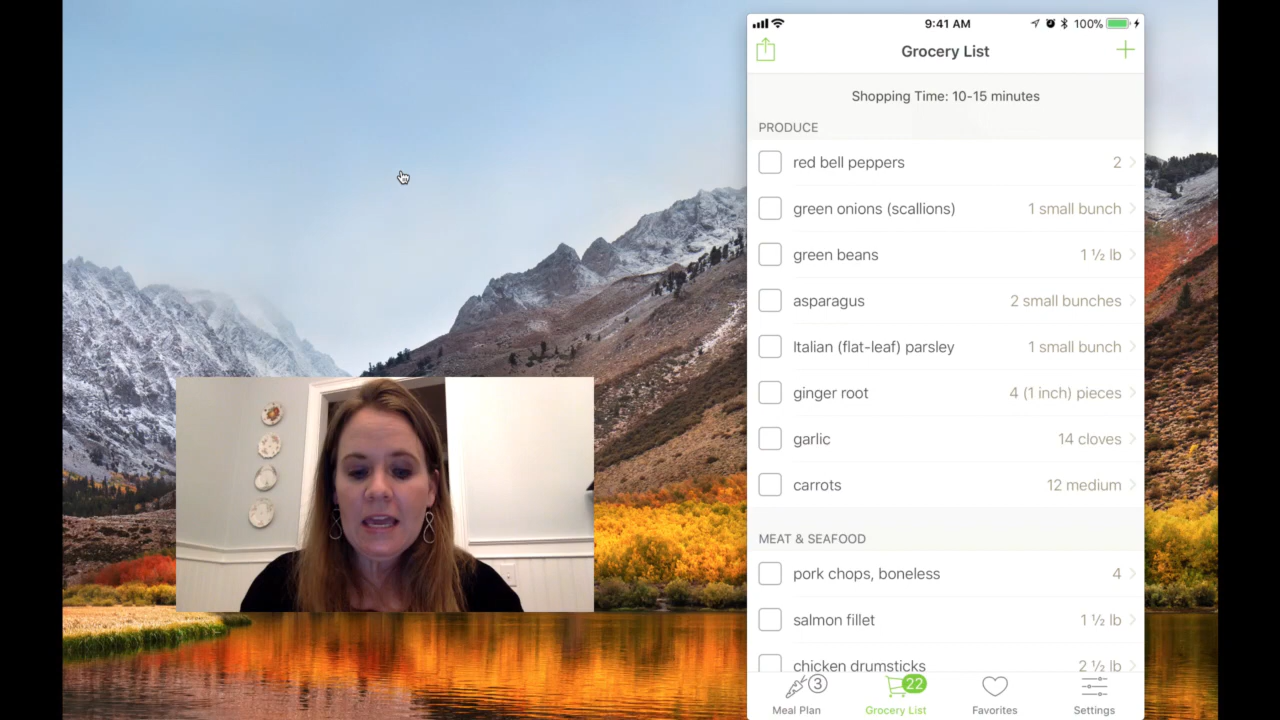 9:41 AM
100%
Grocery List
Shopping Time: 10-15 minutes
PRODUCE
red bell peppers 2
green onions (scallions) 1 small bunch
green beans 1 ½ lb
asparagus 2 small bunches
Italian (flat-leaf) parsley 1 small bunch
ginger root 4 (1 inch) pieces
garlic 14 cloves
carrots 12 medium
MEAT & SEAFOOD
pork chops, boneless 4
salmon fillet 1 ½ lb
chicken drumsticks 2 ½ lb
3
22
Meal Plan
Grocery List
Favorites
Settings